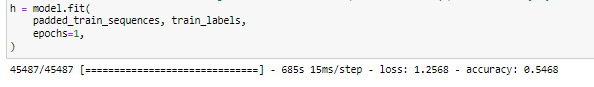 h = model.fit(
    padded_train_sequences, train_labels,
    epochs=1,
)
45487/45487 [==============================] - 685s 15ms/step - loss: 1.2568 - accuracy: 0.5468